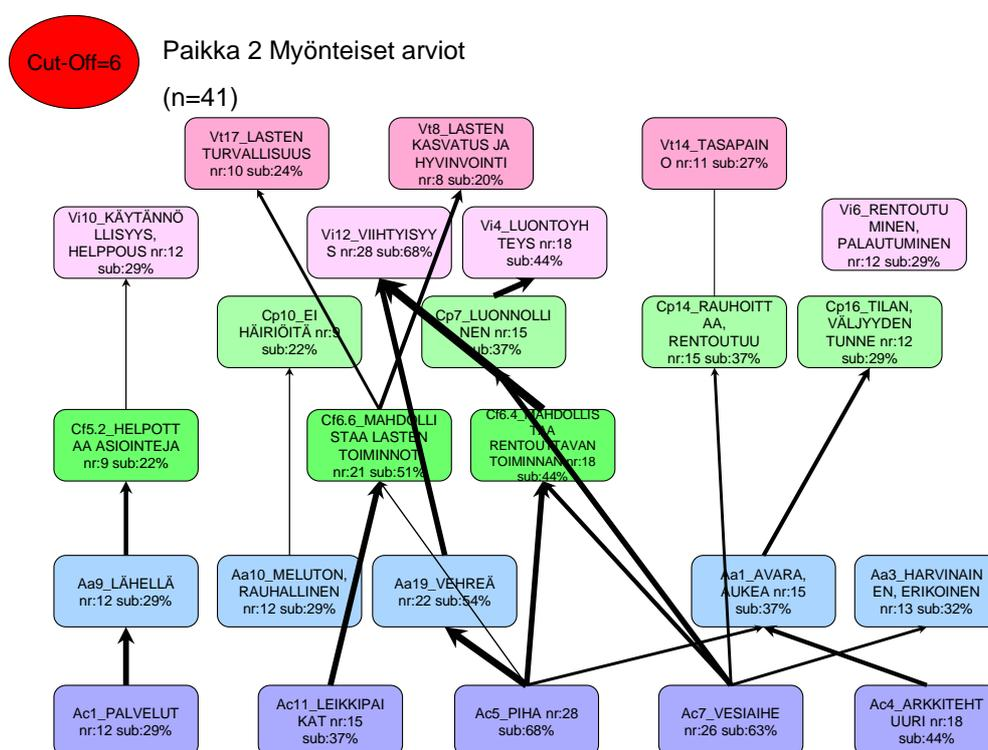 Cut-Off=6
Paikka 2 Myönteiset arviot
(n=41)
Vt17_LASTEN
TURVALLISUUS
nr:10 sub:24%
Vt8_LASTEN
KASVATUS JA
HYVINVOINTI
nr:8 sub:20%
Vt14_TASAPAIN
O nr:11 sub:27%
Vi10_KÄYTÄNNÖ
LLISYYS,
HELPPOUS nr:12
sub:29%
Vi12_VIIHTYISYY
S nr:28 sub:68%
Vi4_LUONTOYH
TEYS nr:18
sub:44%
Vi6_RENTOUTU
MINEN,
PALAUTUMINEN
nr:12 sub:29%
Cp10_EI
HÄIRIÖITÄ nr:9
sub:22%
Cp7_LUONNOLLI
NEN nr:15
sub:37%
Cp14_RAUHOITT
AA,
RENTOUTUU
nr:15 sub:37%
Cp16_TILAN,
VÄLJYYDEN
TUNNE nr:12
sub:29%
Cf5.2_HELPOTT
AA ASIOINTEJA
nr:9 sub:22%
Cf6.6_MAHDOLLI
STAA LASTEN
TOIMINNOT
nr:21 sub:51%
Cf6.4_MAHDOLLIS
TAA
RENTOUTTAVAN
TOIMINNAN nr:18
sub:44%
Aa9_LÄHELLÄ
nr:12 sub:29%
Aa10_MELUTON,
RAUHALLINEN
nr:12 sub:29%
Aa19_VEHREÄ
nr:22 sub:54%
Aa1_AVARA,
AUKEA nr:15
sub:37%
Aa3_HARVINAIN
EN, ERIKOINEN
nr:13 sub:32%
Ac1_PALVELUT
nr:12 sub:29%
Ac11_LEIKKIPAI
KAT nr:15
sub:37%
Ac5_PIHA nr:28
sub:68%
Ac7_VESIAIHE
nr:26 sub:63%
Ac4_ARKKITEHT
UURI nr:18
sub:44%